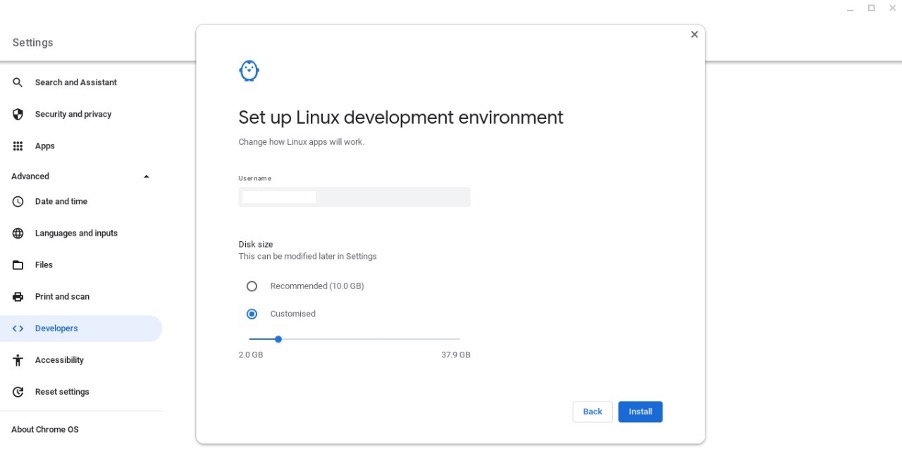 Settings
Search and Assistant
Security and privacy
Apps
Advanced
Date and time
Languages and inputs
Files
Print and scan
Developers
Accessibility
Reset settings
About Chrome OS
Set up Linux development environment
Change how Linux apps will work.
Username
Disk size
This can be modified later in Settings
Recommended (10.0 GB)
Customised
2.0 GB 37.9 GB
Back Install